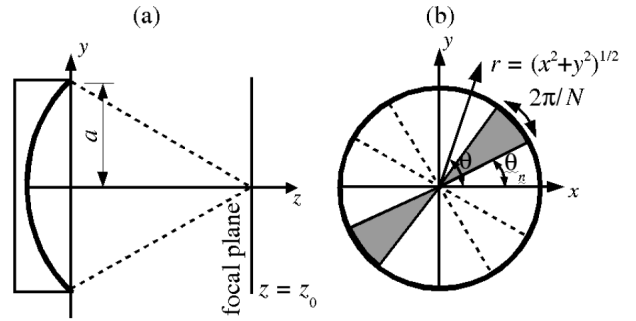 (a)
y
a
z
focal plane
z = z₀
(b)
y
r = (x²+y²)^1/2
2π/N
θ
θₙ
x